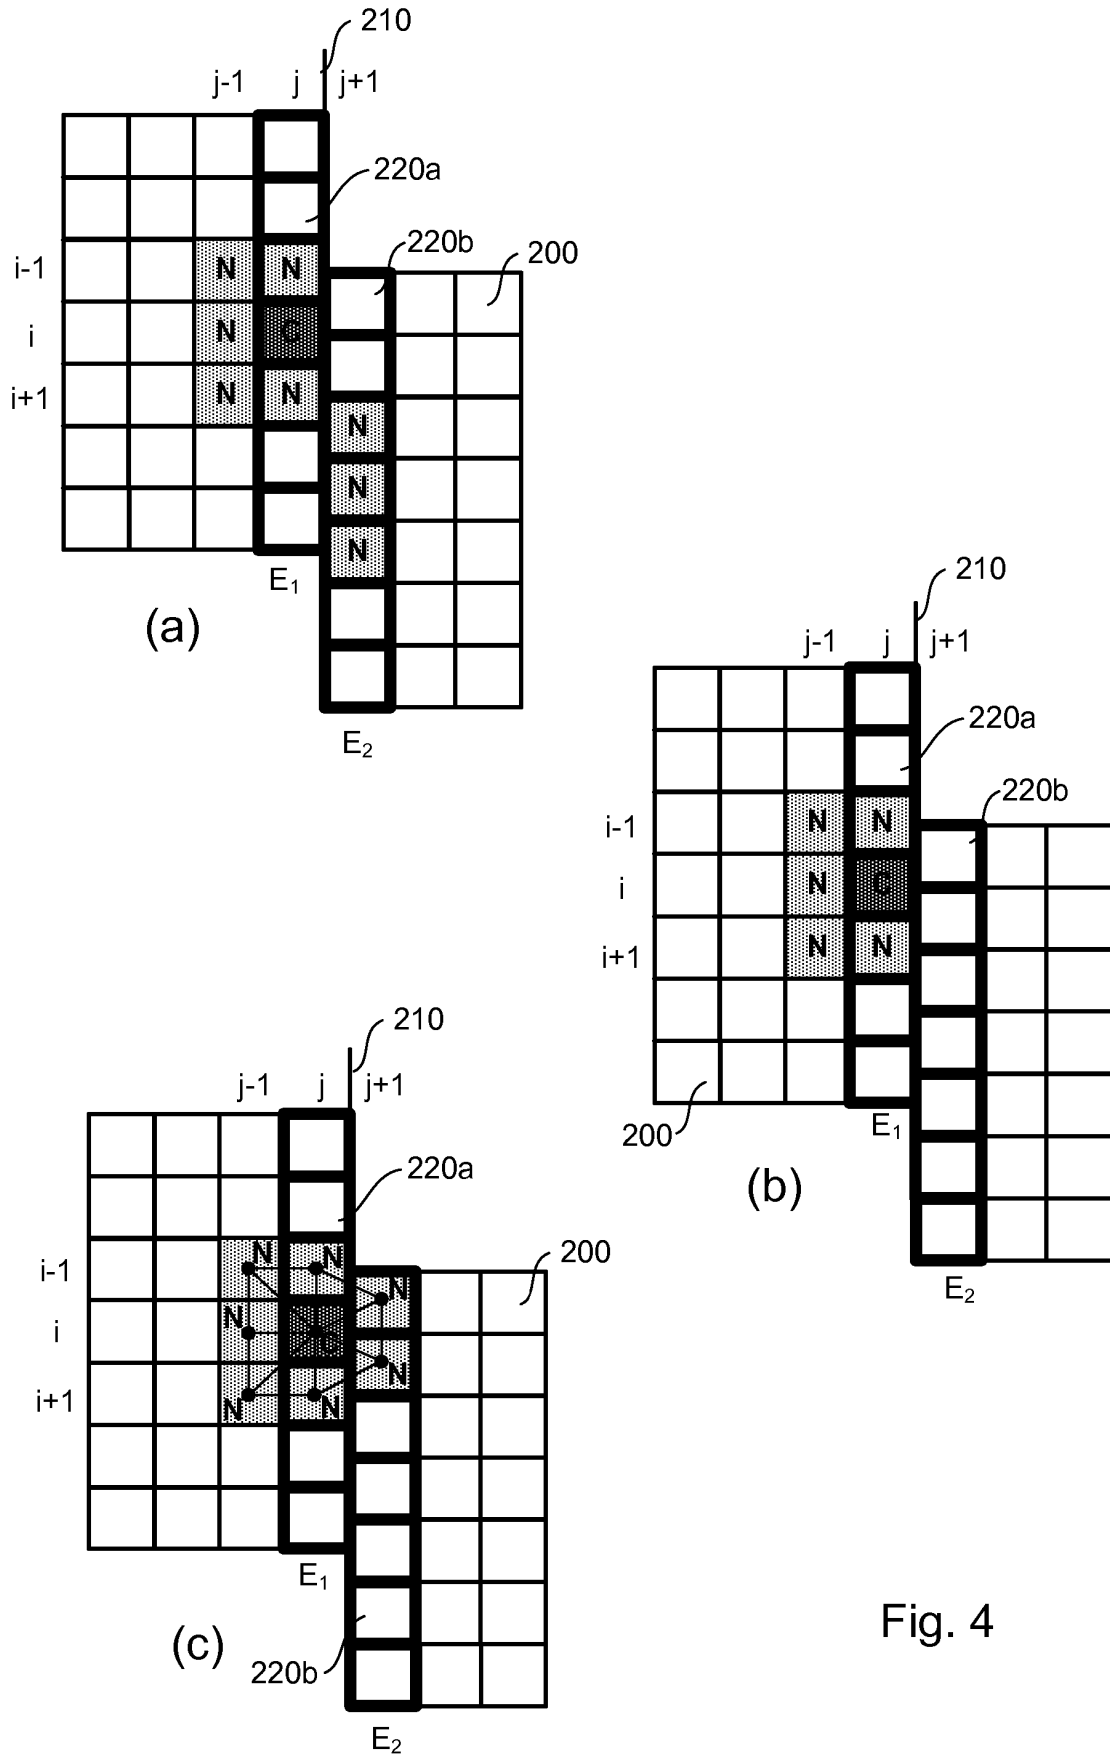 210
j-1 j j+1
220a
220b
200
i-1 N N
i N C
i+1 N N
N
N
N
E1
(a)
E2
210
j-1 j j+1
220a
220b
i-1 N N
i N C
i+1 N N
200
E1
(b)
E2
210
j-1 j j+1
220a
200
i-1 N N N
i N C
N
i+1 N N
E1
(c)
220b
E2
Fig. 4